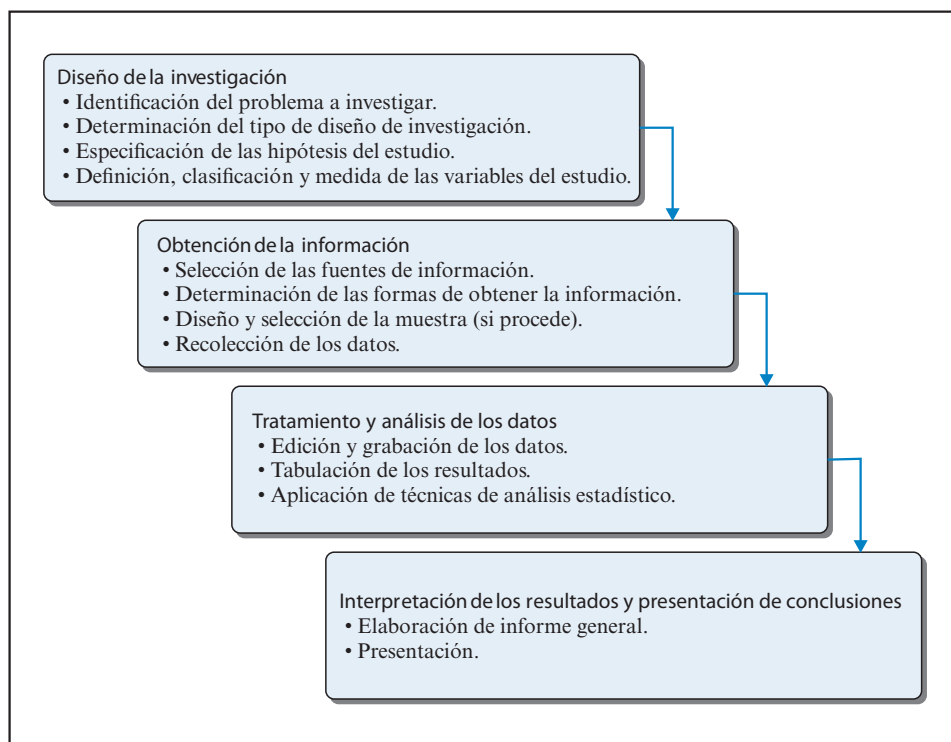 Diseño de la investigación
• Identificación del problema a investigar.
• Determinación del tipo de diseño de investigación.
• Especificación de las hipótesis del estudio.
• Definición, clasificación y medida de las variables del estudio.
Obtención de la información
• Selección de las fuentes de información.
• Determinación de las formas de obtener la información.
• Diseño y selección de la muestra (si procede).
• Recolección de los datos.
Tratamiento y análisis de los datos
• Edición y grabación de los datos.
• Tabulación de los resultados.
• Aplicación de técnicas de análisis estadístico.
Interpretación de los resultados y presentación de conclusiones
• Elaboración de informe general.
• Presentación.